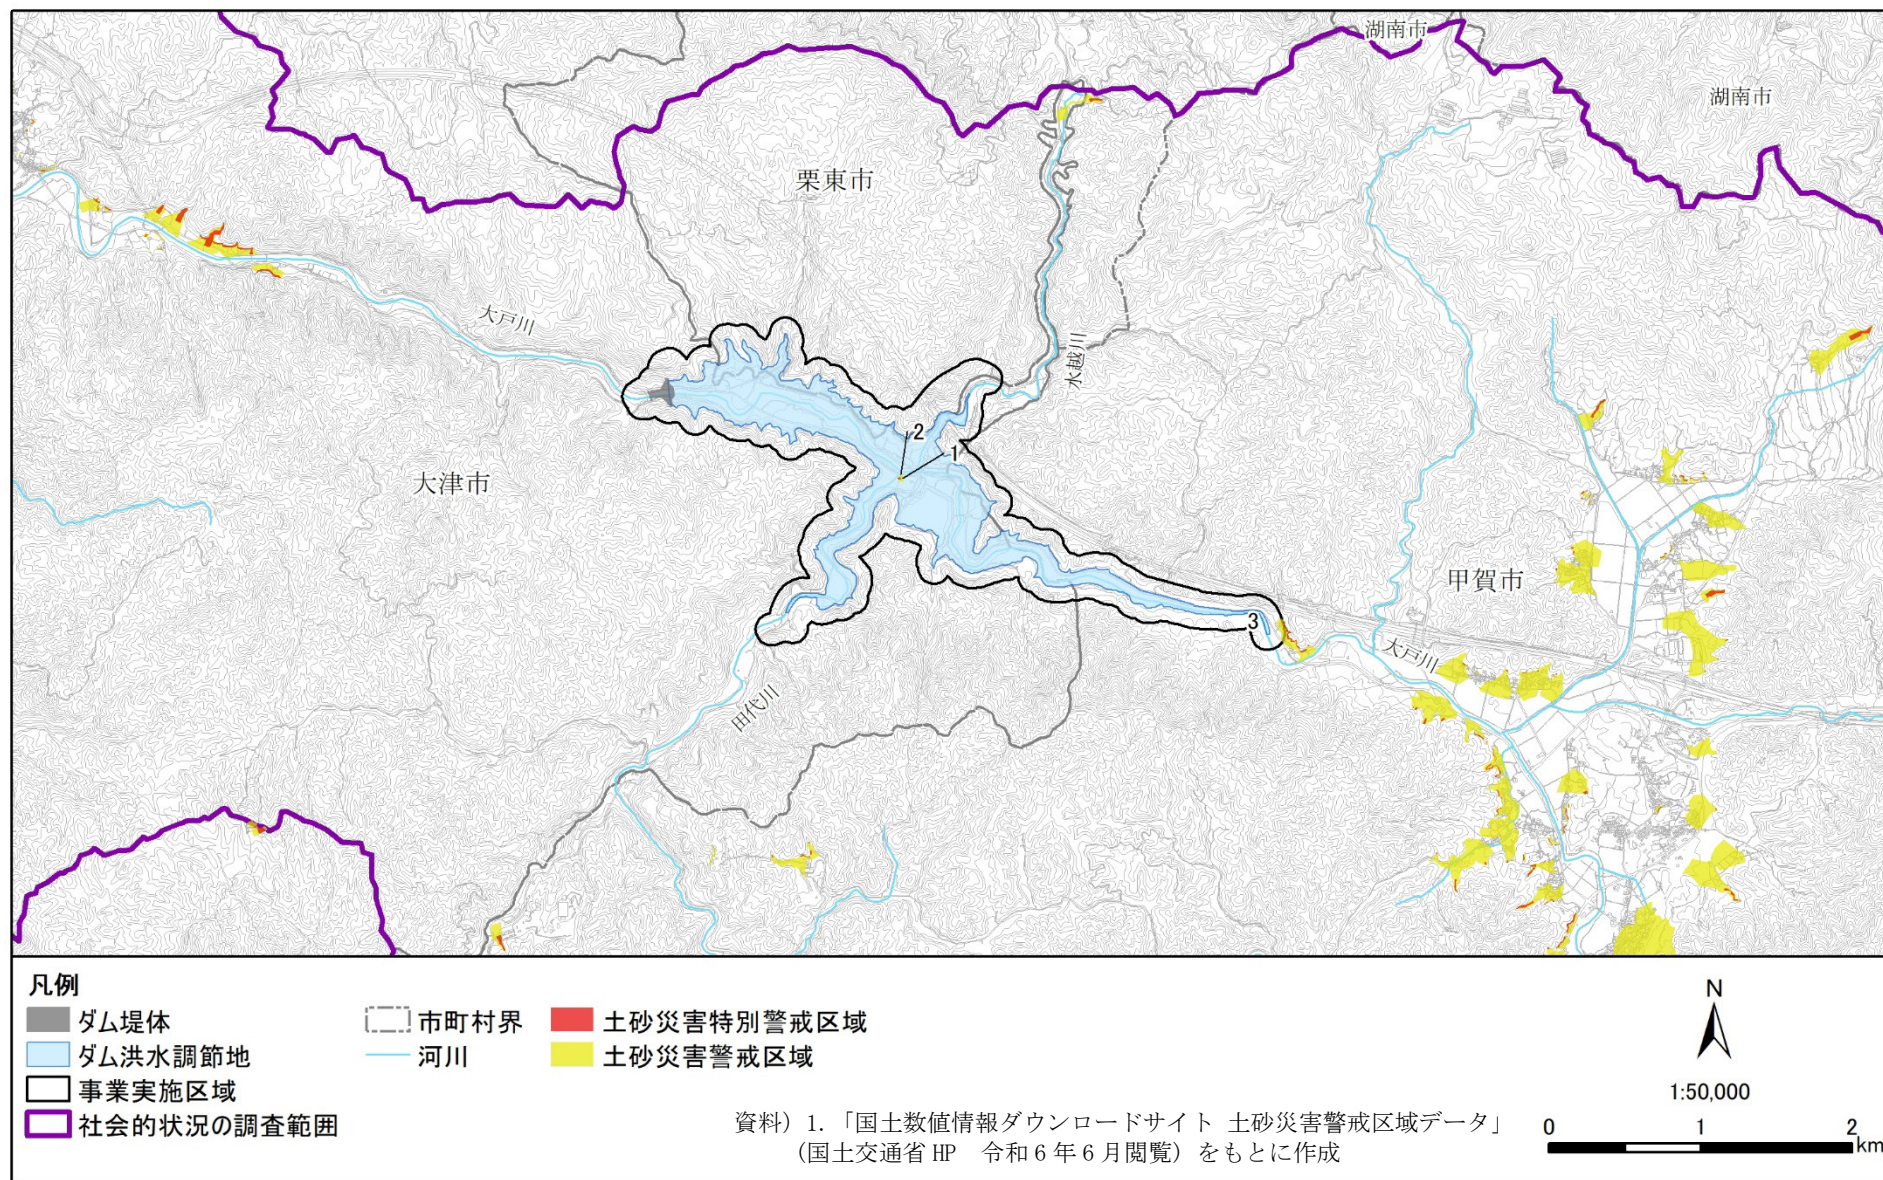 湖南市
湖南市
栗東市
大戸川
水越川
2
1
大津市
甲賀市
3
大戸川
田代川
凡例
ダム堤体
ダム洪水調節地
事業実施区域
社会的状況の調査範囲
市町村界
河川
土砂災害特別警戒区域
土砂災害警戒区域
N
1:50,000
0 1 2
km
資料）1.「国土数値情報ダウンロードサイト 土砂災害警戒区域データ」
（国土交通省 HP 令和６年６月閲覧）をもとに作成